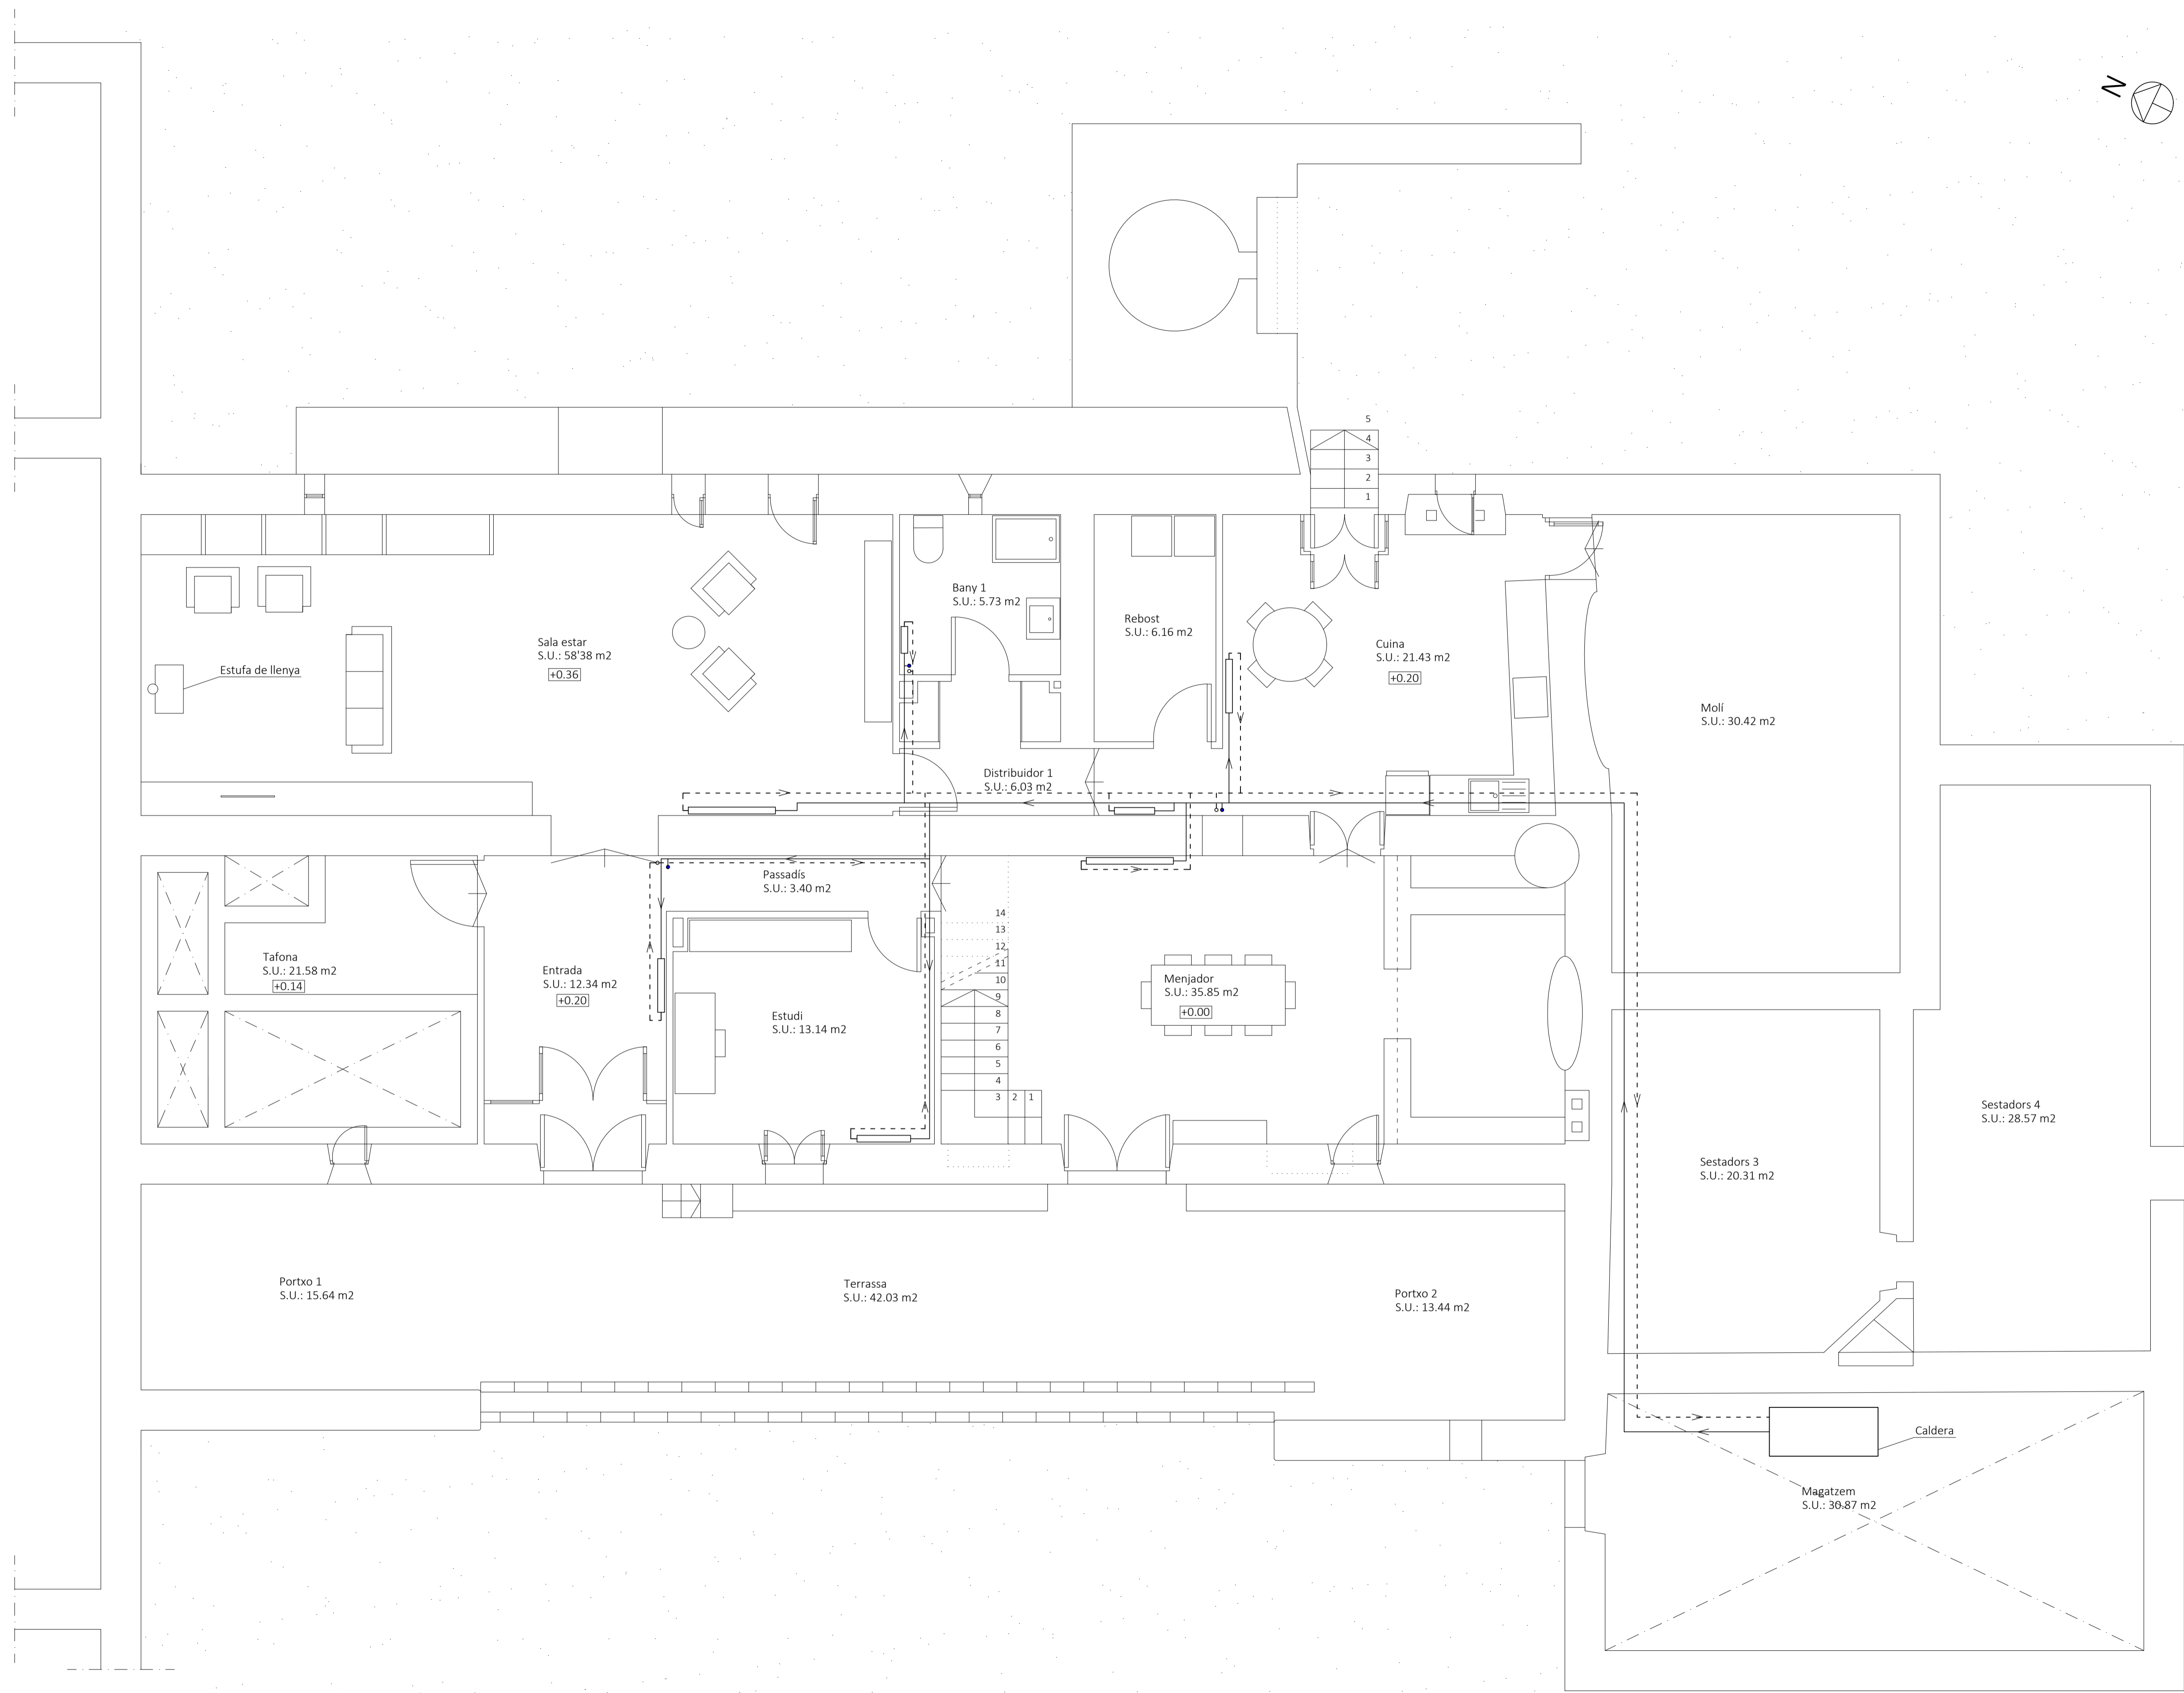 N
5
4
3
2
1
Bany 1
S.U.: 5.73 m2
Rebost
S.U.: 6.16 m2
Sala estar
S.U.: 58'38 m2
+0.36
Cuina
S.U.: 21.43 m2
+0.20
Estufa de llenya
Molí
S.U.: 30.42 m2
Distribuidor 1
S.U.: 6.03 m2
Passadís
S.U.: 3.40 m2
14
13
12
11
10
9
8
7
6
5
4
3 2 1
Tafona
S.U.: 21.58 m2
+0.14
Entrada
S.U.: 12.34 m2
+0.20
Menjador
S.U.: 35.85 m2
+0.00
Estudi
S.U.: 13.14 m2
Sestadors 4
S.U.: 28.57 m2
Sestadors 3
S.U.: 20.31 m2
Portxo 1
S.U.: 15.64 m2
Terrassa
S.U.: 42.03 m2
Portxo 2
S.U.: 13.44 m2
Caldera
Magatzem
S.U.: 30.87 m2